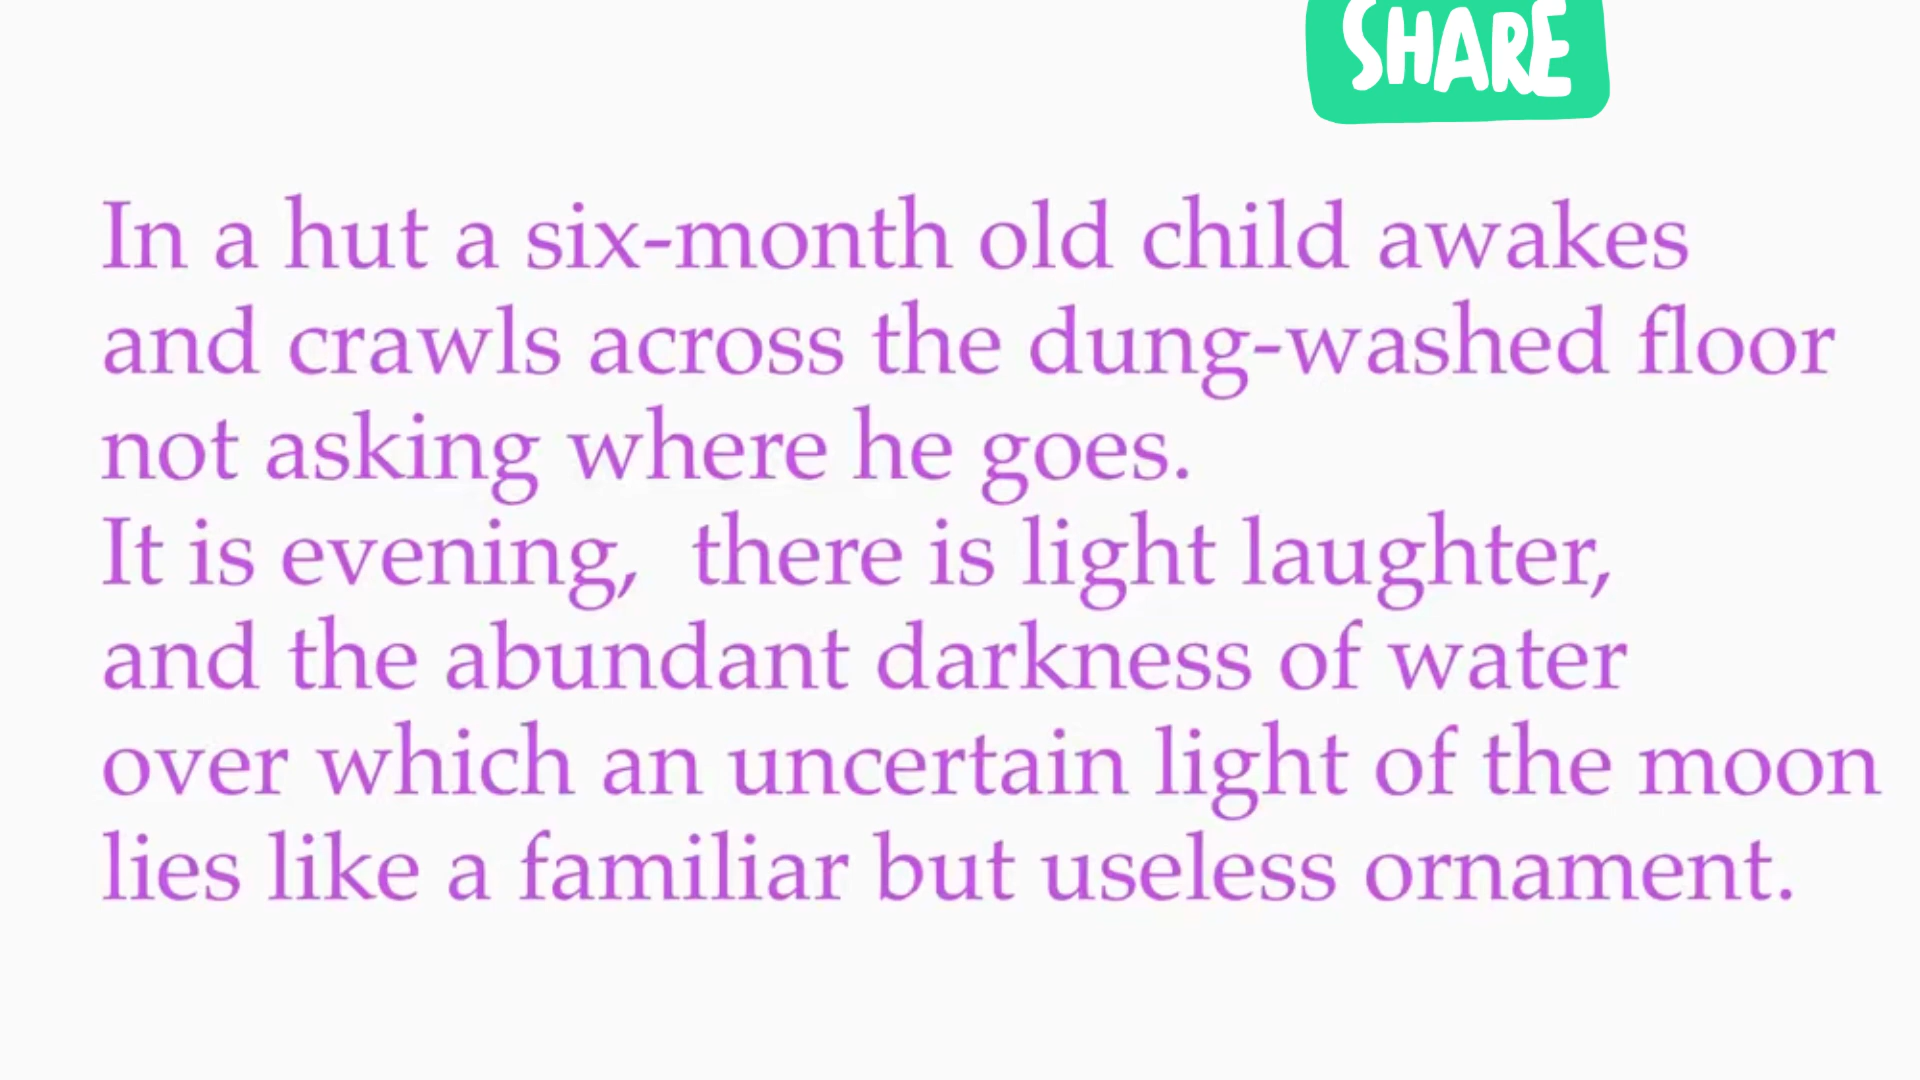 SHARE
In a hut a six-month old child awakes
and crawls across the dung-washed floor
not asking where he goes.
It is evening,  there is light laughter,
and the abundant darkness of water
over which an uncertain light of the moon
lies like a familiar but useless ornament.